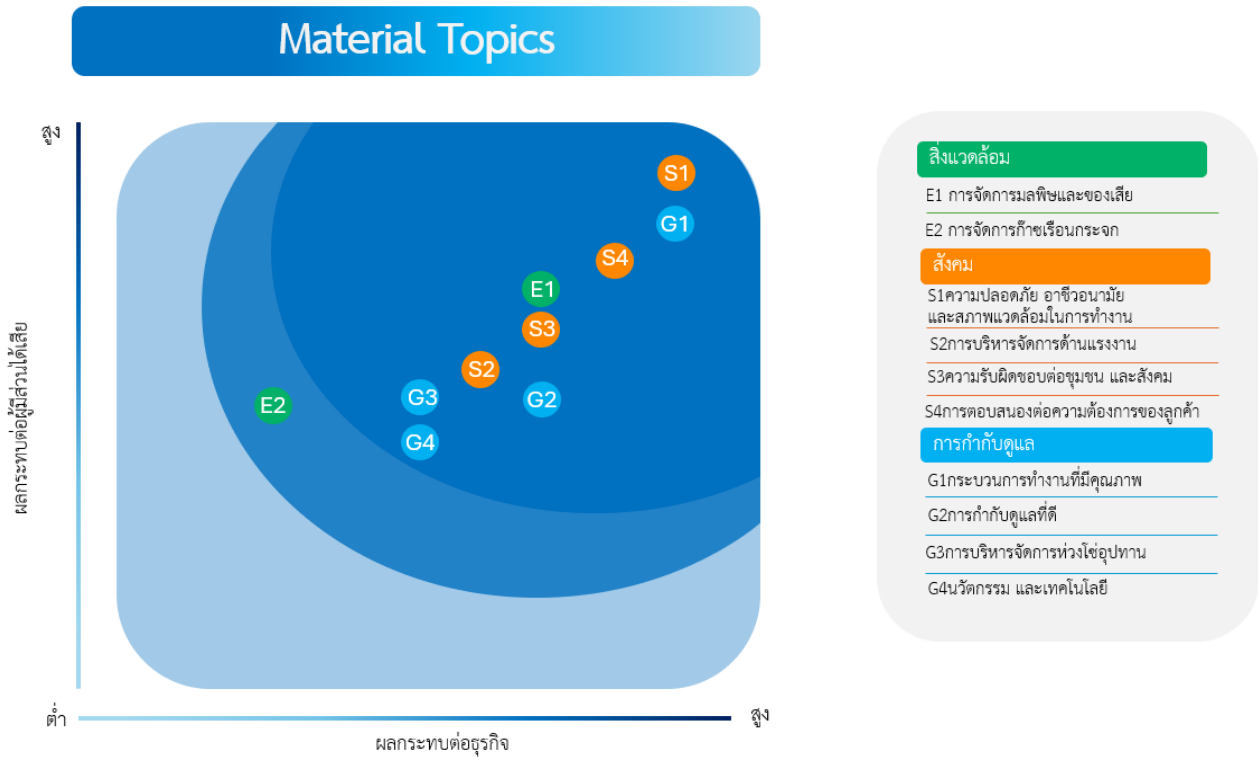 Material Topics
สูง
S1
G1
S4
E1
S3
S2
G3
G2
E2
G4
ผลกระทบต่อผู้มีส่วนได้เสีย
ต่ำ
สูง
ผลกระทบต่อธุรกิจ
สิ่งแวดล้อม
E1 การจัดการมลพิษและของเสีย
E2 การจัดการก๊าซเรือนกระจก
สังคม
S1ความปลอดภัย อาชีวอนามัย
และสภาพแวดล้อมในการทำงาน
S2การบริหารจัดการด้านแรงงาน
S3ความรับผิดชอบต่อชุมชน และสังคม
S4การตอบสนองต่อความต้องการของลูกค้า
การกำกับดูแล
G1กระบวนการทำงานที่มีคุณภาพ
G2การกำกับดูแลที่ดี
G3การบริหารจัดการห่วงโซ่อุปทาน
G4นวัตกรรม และเทคโนโลยี